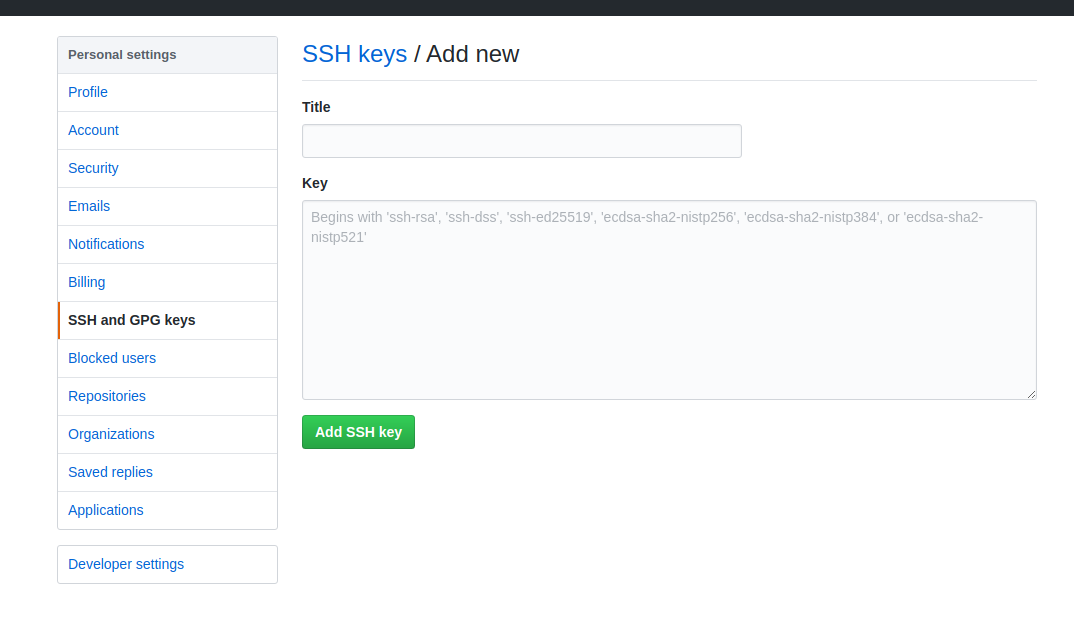 Personal settings
Profile
Account
Security
Emails
Notifications
Billing
SSH and GPG keys
Blocked users
Repositories
Organizations
Saved replies
Applications
Developer settings
SSH keys / Add new
Title
Key
Begins with 'ssh-rsa', 'ssh-dss', 'ssh-ed25519', 'ecdsa-sha2-nistp256', 'ecdsa-sha2-nistp384', or 'ecdsa-sha2-
nistp521'
Add SSH key